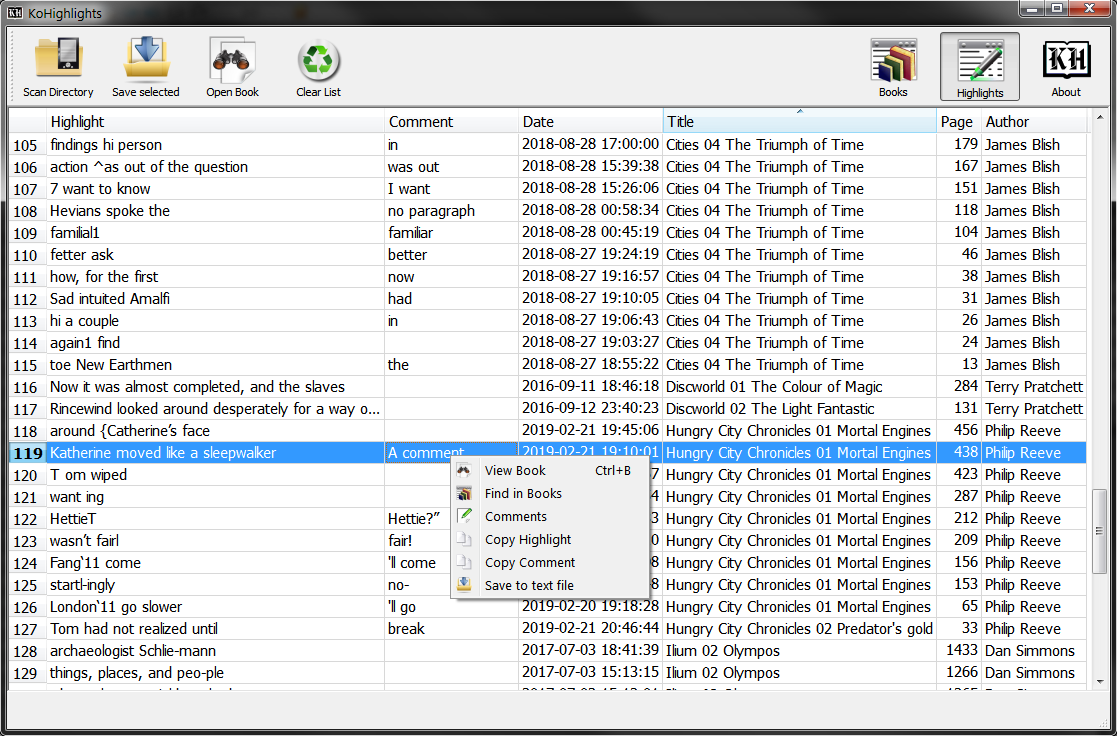 KoHighlights
Scan Directory Save selected Open Book Clear List Books Highlights KH About
Highlight Comment Date Title Page Author
105 findings hi person in 2018-08-28 17:00:00 Cities 04 The Triumph of Time 179 James Blish
106 action ^as out of the question was out 2018-08-28 15:39:38 Cities 04 The Triumph of Time 167 James Blish
107 7 want to know I want 2018-08-28 15:26:06 Cities 04 The Triumph of Time 151 James Blish
108 Hevians spoke the no paragraph 2018-08-28 00:58:34 Cities 04 The Triumph of Time 118 James Blish
109 familial1 familiar 2018-08-28 00:45:19 Cities 04 The Triumph of Time 104 James Blish
110 fetter ask better 2018-08-27 19:24:19 Cities 04 The Triumph of Time 46 James Blish
111 how, for the first now 2018-08-27 19:16:57 Cities 04 The Triumph of Time 38 James Blish
112 Sad intuited Amalfi had 2018-08-27 19:10:05 Cities 04 The Triumph of Time 31 James Blish
113 hi a couple in 2018-08-27 19:06:43 Cities 04 The Triumph of Time 26 James Blish
114 again1 find 2018-08-27 19:03:27 Cities 04 The Triumph of Time 24 James Blish
115 toe New Earthmen the 2018-08-27 18:55:22 Cities 04 The Triumph of Time 13 James Blish
116 Now it was almost completed, and the slaves 2016-09-11 18:46:18 Discworld 01 The Colour of Magic 284 Terry Pratchett
117 Rincewind looked around desperately for a way o... 2016-09-12 23:40:23 Discworld 02 The Light Fantastic 131 Terry Pratchett
118 around {Catherine’s face 2019-02-21 19:45:06 Hungry City Chronicles 01 Mortal Engines 456 Philip Reeve
119 Katherine moved like a sleepwalker A comment 2019-02-21 19:10:01 Hungry City Chronicles 01 Mortal Engines 438 Philip Reeve
120 T om wiped 7 Hungry City Chronicles 01 Mortal Engines 423 Philip Reeve
121 want ing 4 Hungry City Chronicles 01 Mortal Engines 287 Philip Reeve
122 HettieT Hettie?” 3 Hungry City Chronicles 01 Mortal Engines 212 Philip Reeve
123 wasn’t fairl fair! 0 Hungry City Chronicles 01 Mortal Engines 209 Philip Reeve
124 Fang‘11 come 'll come 8 Hungry City Chronicles 01 Mortal Engines 156 Philip Reeve
125 startl-ingly no- 8 Hungry City Chronicles 01 Mortal Engines 153 Philip Reeve
126 London‘11 go slower 'll go 2019-02-20 19:18:28 Hungry City Chronicles 01 Mortal Engines 65 Philip Reeve
127 Tom had not realized until break 2019-02-21 20:46:44 Hungry City Chronicles 02 Predator's gold 33 Philip Reeve
128 archaeologist Schlie-mann 2017-07-03 18:41:39 Ilium 02 Olympos 1433 Dan Simmons
129 things, places, and peo-ple 2017-07-03 15:13:15 Ilium 02 Olympos 1266 Dan Simmons
View Book Ctrl+B
Find in Books
Comments
Copy Highlight
Copy Comment
Save to text file